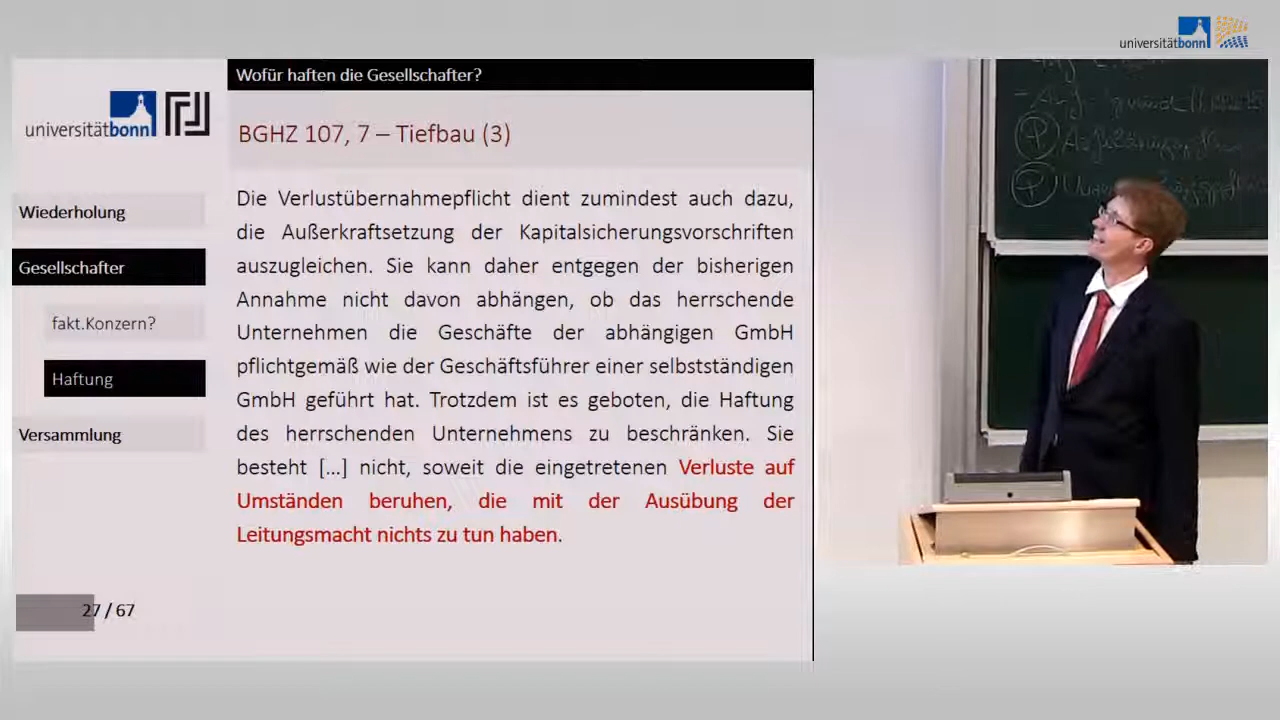 universitätbonn
Wofür haften die Gesellschafter?
universitätbonn
BGHZ 107, 7 – Tiefbau (3)
Wiederholung
Gesellschafter
fakt.Konzern?
Haftung
Versammlung
Die Verlustübernahmepflicht dient zumindest auch dazu,
die Außerkraftsetzung der Kapitalsicherungsvorschriften
auszugleichen. Sie kann daher entgegen der bisherigen
Annahme nicht davon abhängen, ob das herrschende
Unternehmen die Geschäfte der abhängigen GmbH
pflichtgemäß wie der Geschäftsführer einer selbstständigen
GmbH geführt hat. Trotzdem ist es geboten, die Haftung
des herrschenden Unternehmens zu beschränken. Sie
besteht [...] nicht, soweit die eingetretenen Verluste auf
Umständen beruhen, die mit der Ausübung der
Leitungsmacht nichts zu tun haben.
27 / 67